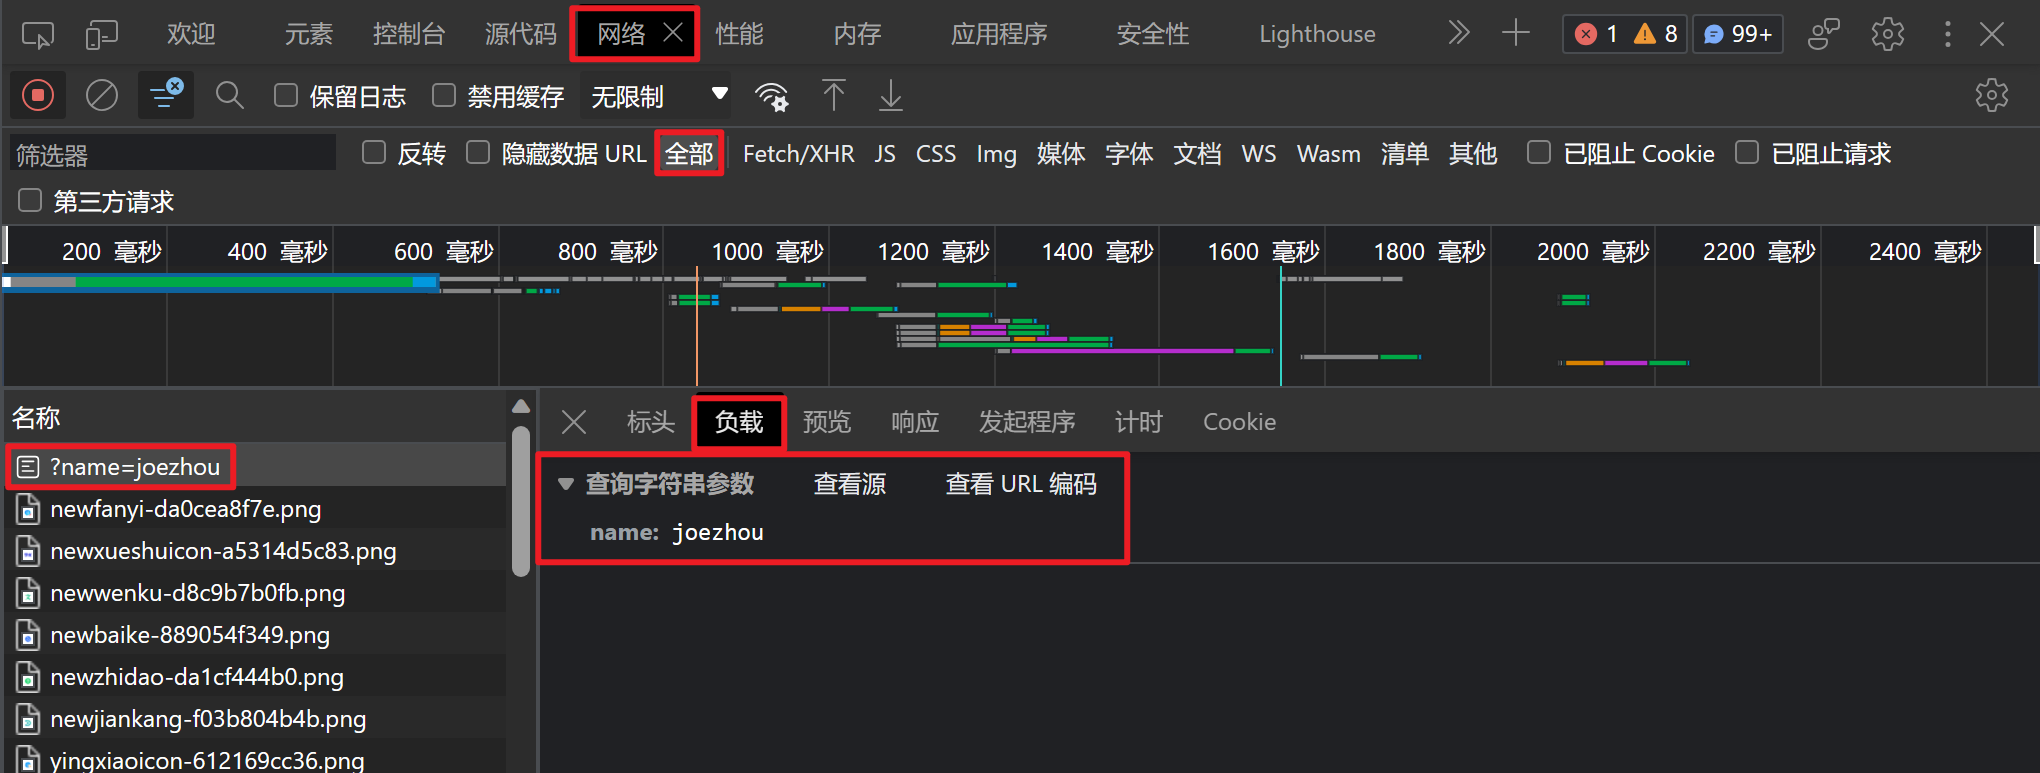 欢迎 元素 控制台 源代码 网络 性能 内存 应用程序 安全性 Lighthouse 1 8 99+
保留日志 禁用缓存 无限制
筛选器 反转 隐藏数据 URL 全部 Fetch/XHR JS CSS Img 媒体 字体 文档 WS Wasm 清单 其他 已阻止 Cookie 已阻止请求
第三方请求
200 毫秒 400 毫秒 600 毫秒 800 毫秒 1000 毫秒 1200 毫秒 1400 毫秒 1600 毫秒 1800 毫秒 2000 毫秒 2200 毫秒 2400 毫秒
名称
?name=joezhou
newfanyi-da0cea8f7e.png
newxueshuicon-a5314d5c83.png
newwenku-d8c9b7b0fb.png
newbaike-889054f349.png
newzhidao-da1cf444b0.png
newjiankang-f03b804b4b.png
yingxiaoicon-612169cc36.png
标头 负载 预览 响应 发起程序 计时 Cookie
查询字符串参数 查看源 查看 URL 编码
name: joezhou